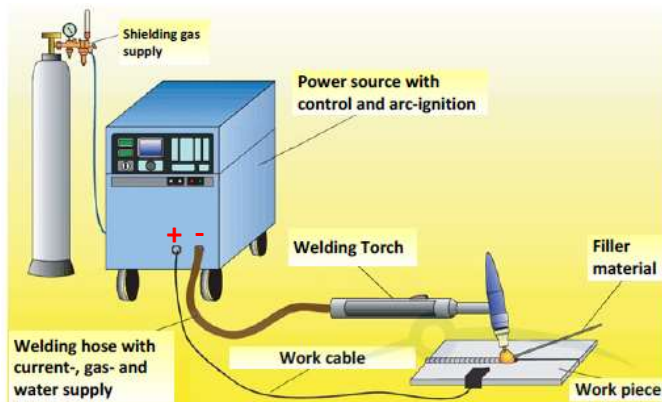 Shielding gas
supply
Power source with
control and arc-ignition
+ -
Welding Torch
Filler
material
Welding hose with
current-, gas- and
water supply
Work cable
Work piece